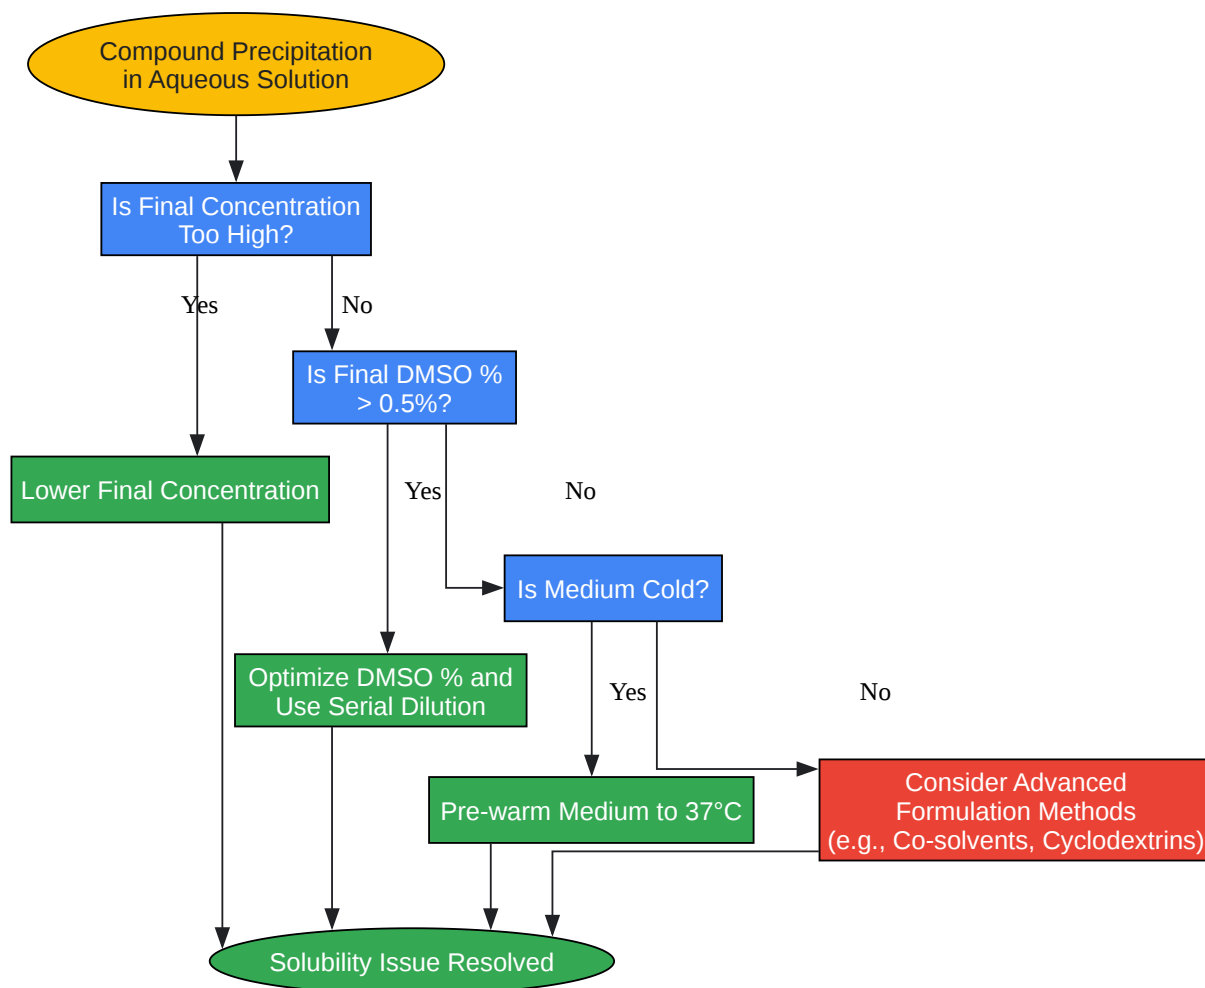 Compound Precipitation
in Aqueous Solution
Is Final Concentration
Too High?
Yes
No
Is Final DMSO %
> 0.5%?
Lower Final Concentration
Yes
No
Is Medium Cold?
Optimize DMSO % and
Use Serial Dilution
Yes
No
Pre-warm Medium to 37°C
Consider Advanced
Formulation Methods
(e.g., Co-solvents, Cyclodextrins)
Solubility Issue Resolved